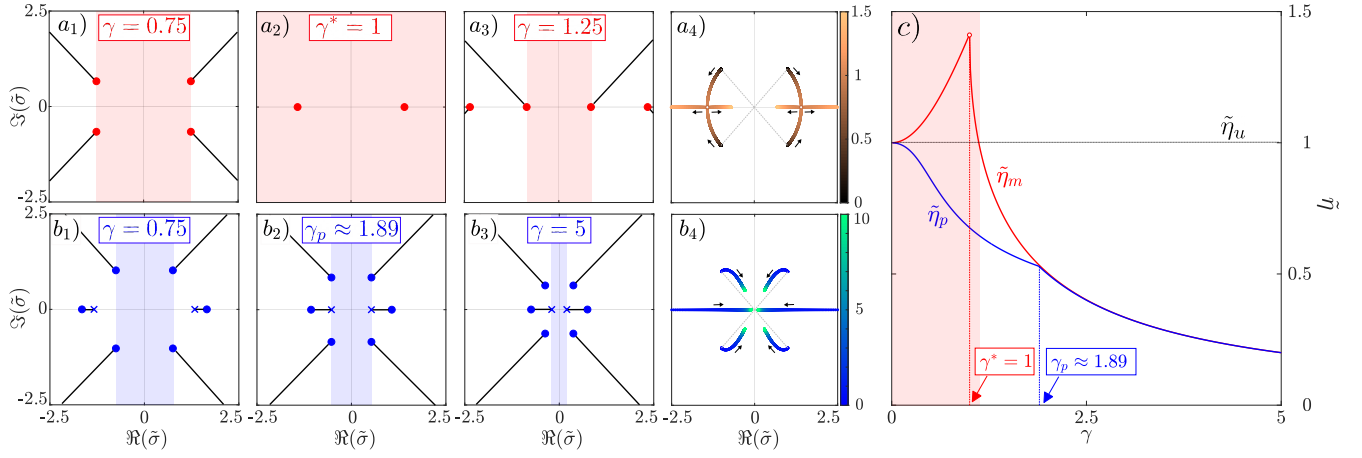 a₁) γ = 0.75
a₂) γ* = 1
a₃) γ = 1.25
a₄)
c)
2.5
0
-2.5
ℑ(σ̃)
1.5
1
0.5
0
b₁) γ = 0.75
b₂) γₚ ≈ 1.89
b₃) γ = 5
b₄)
2.5
0
-2.5
ℑ(σ̃)
10
5
0
-2.5 0 2.5
ℜ(σ̃)
-2.5 0 2.5
ℜ(σ̃)
-2.5 0 2.5
ℜ(σ̃)
-2.5 0 2.5
ℜ(σ̃)
η̃ᵤ
η̃ₘ
η̃ₚ
γ* = 1
γₚ ≈ 1.89
1.5
1
0.5
0
η̃
0 2.5 5
γ